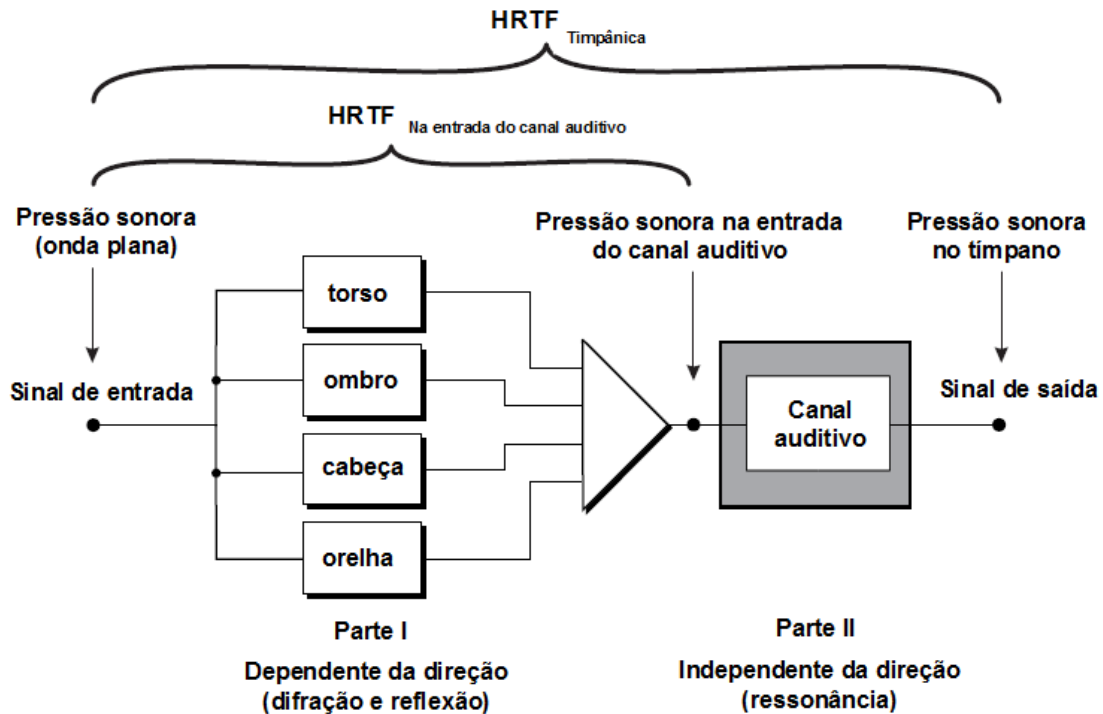 HRTF Timpânica
HRTF Na entrada do canal auditivo
Pressão sonora
(onda plana)
Pressão sonora na entrada
do canal auditivo
Pressão sonora
no tímpano
Sinal de entrada
torso
ombro
cabeça
orelha
Canal
auditivo
Sinal de saída
Parte I
Dependente da direção
(difração e reflexão)
Parte II
Independente da direção
(ressonância)